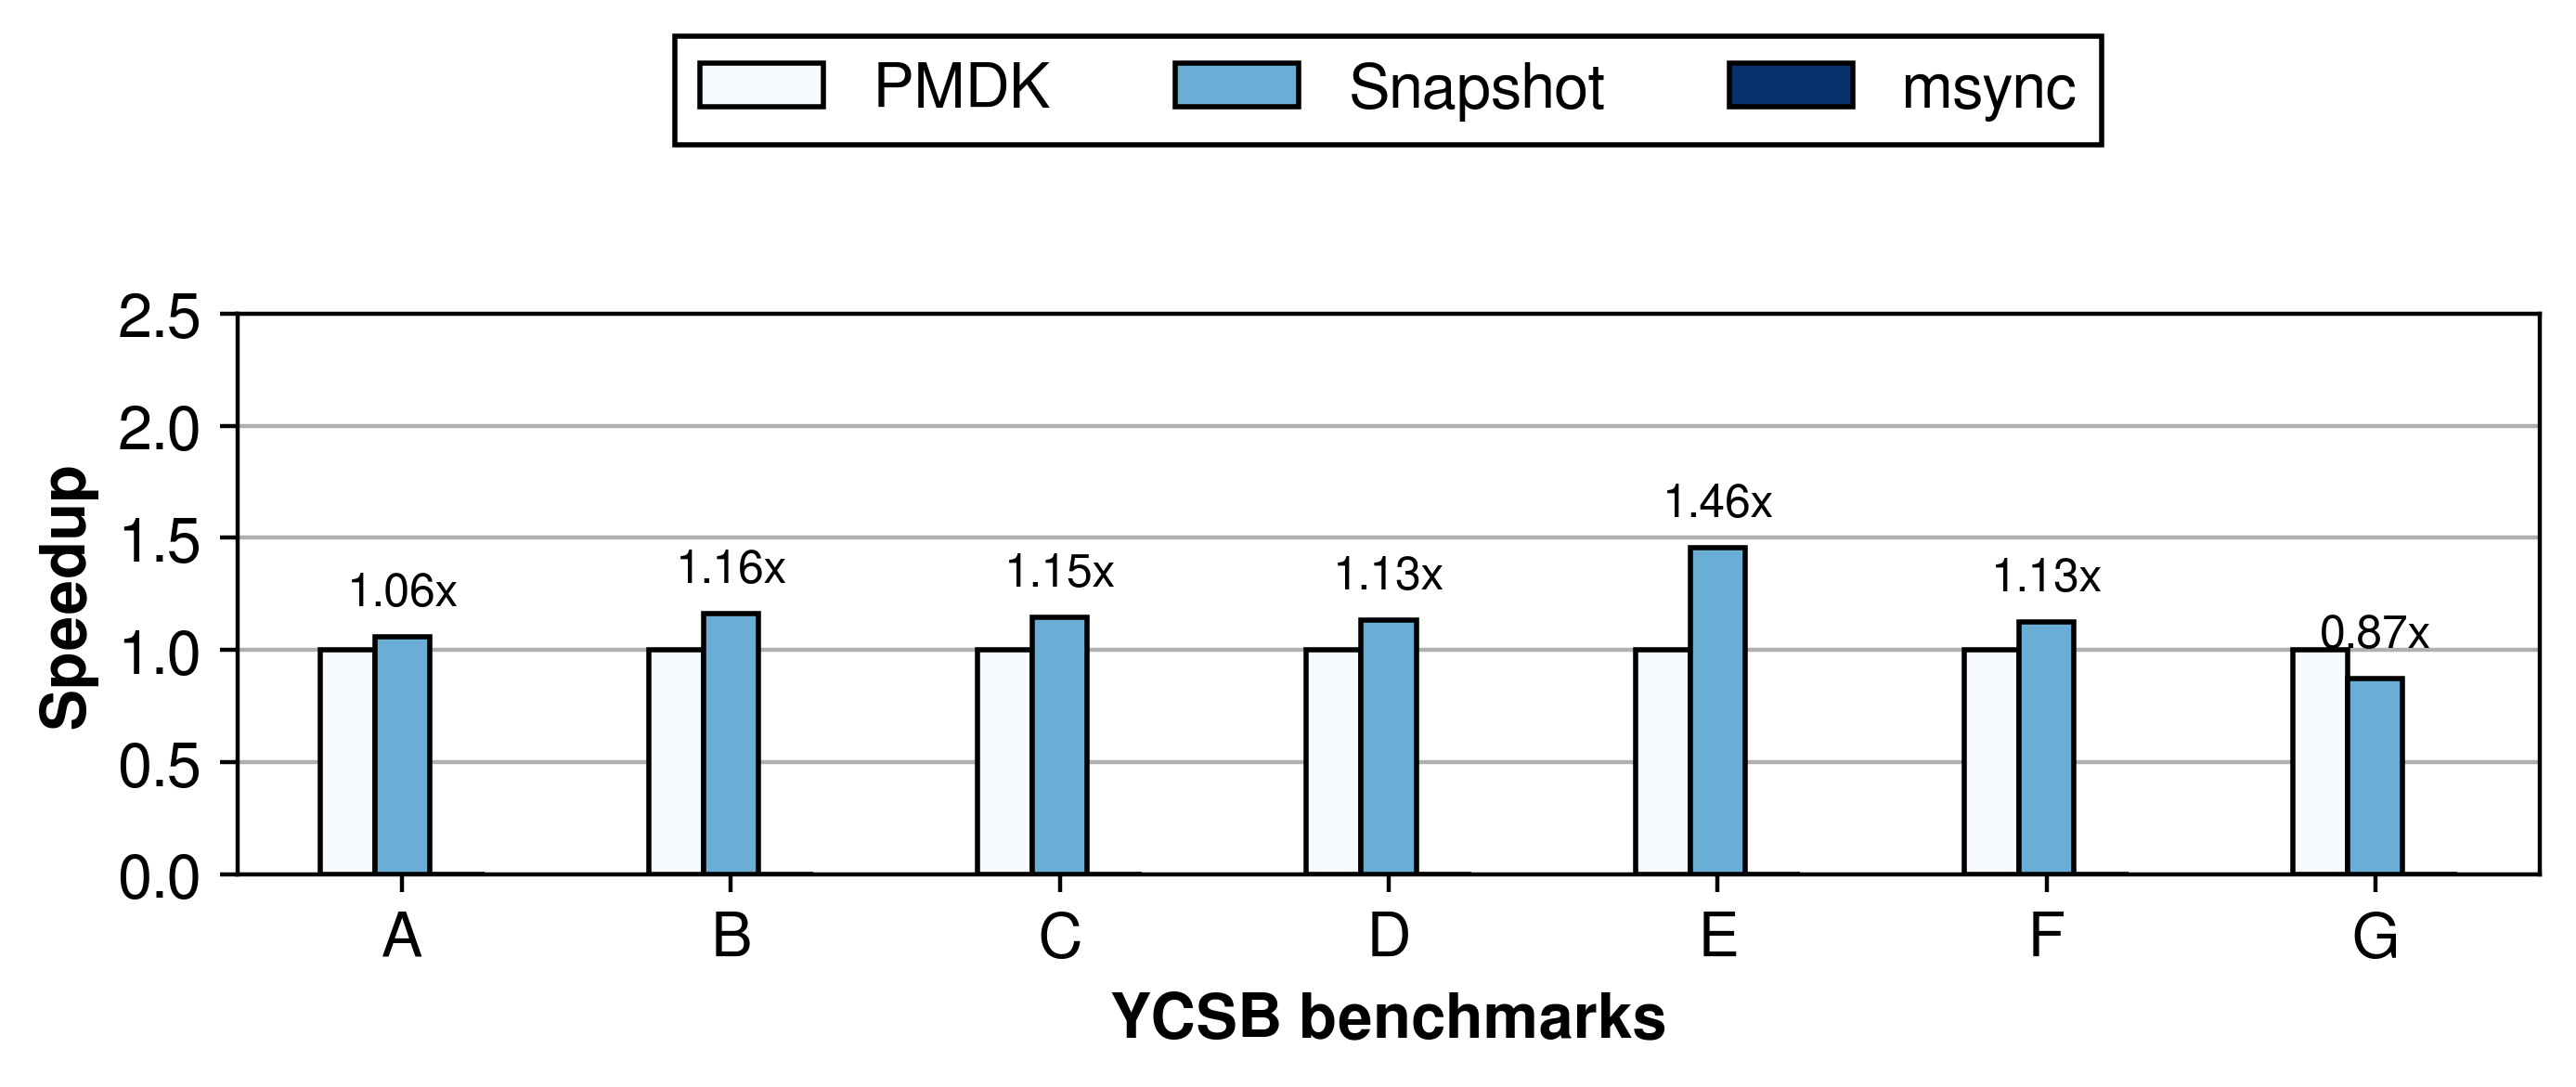 PMDK Snapshot msync
2.5
2.0
1.5
1.0
0.5
0.0
Speedup
1.06x 1.16x 1.15x 1.13x 1.46x 1.13x 0.87x
A B C D E F G
YCSB benchmarks